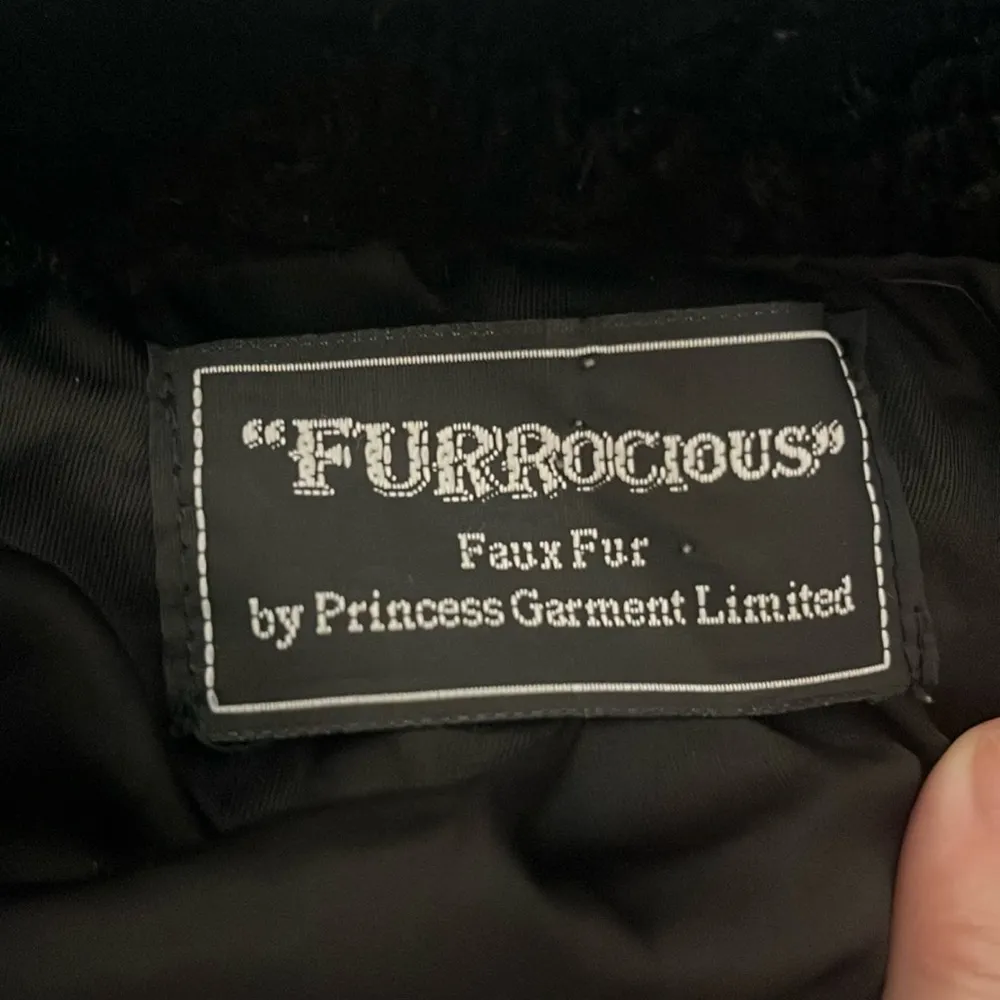 “FURROCIOUS”
Faux Fur
by Princess Garment Limited